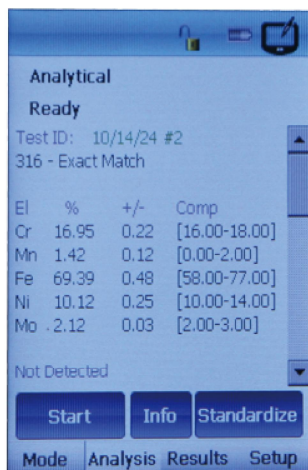 Analytical
Ready
Test ID: 10/14/24 #2
316 - Exact Match
El % +/- Comp
Cr 16.95 0.22 [16.00-18.00]
Mn 1.42 0.12 [0.00-2.00]
Fe 69.39 0.48 [58.00-77.00]
Ni 10.12 0.25 [10.00-14.00]
Mo 2.12 0.03 [2.00-3.00]
Not Detected
Start Info Standardize
Mode Analysis Results Setup